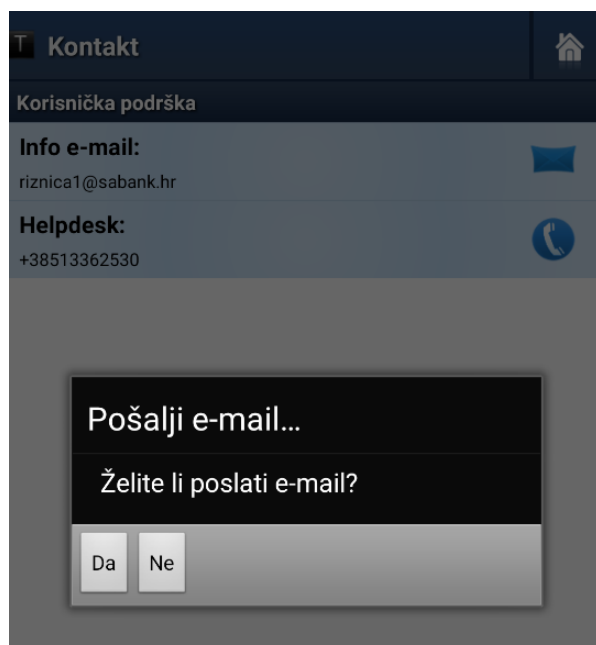 T Kontakt
Korisnička podrška
Info e-mail:
riznica1@sabank.hr
Helpdesk:
+38513362530
Pošalji e-mail...
Želite li poslati e-mail?
Da Ne